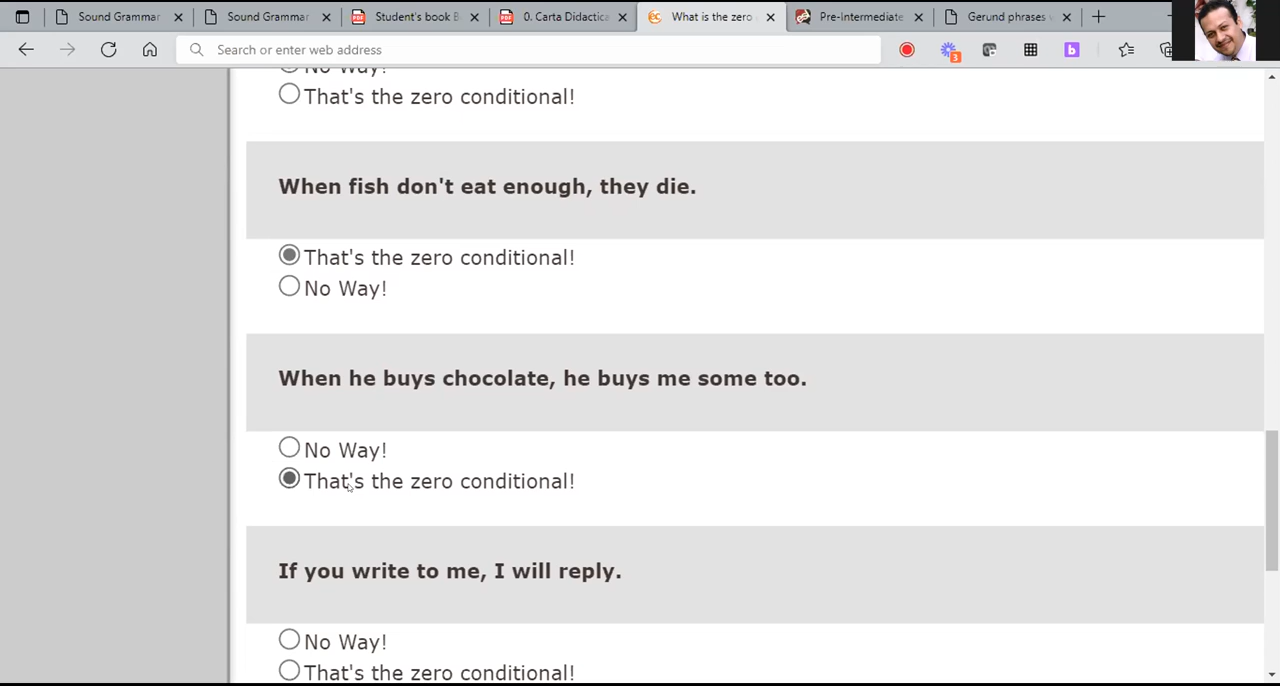 Sound Grammar
Sound Grammar
Student's book B
0. Carta Didactica
What is the zero
Pre-Intermediate
Gerund phrases
Search or enter web address
3
b
No Way!
That's the zero conditional!
When fish don't eat enough, they die.
That's the zero conditional!
No Way!
When he buys chocolate, he buys me some too.
No Way!
That's the zero conditional!
If you write to me, I will reply.
No Way!
That's the zero conditional!